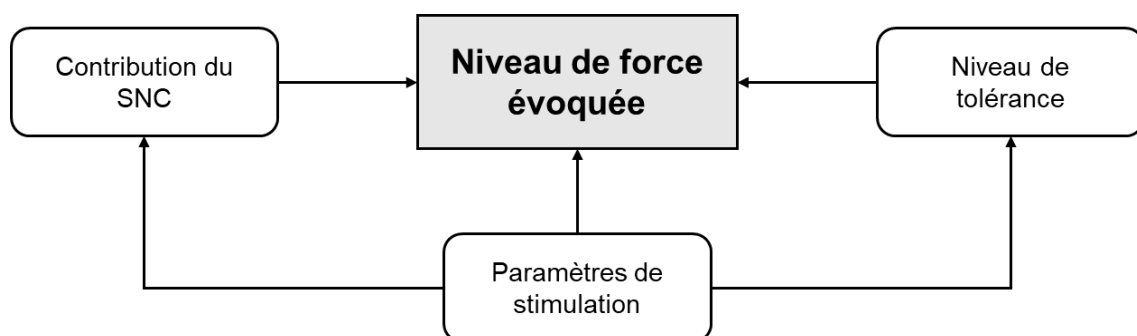 Contribution du
SNC
Niveau de force
évoquée
Niveau de
tolérance
Paramètres de
stimulation